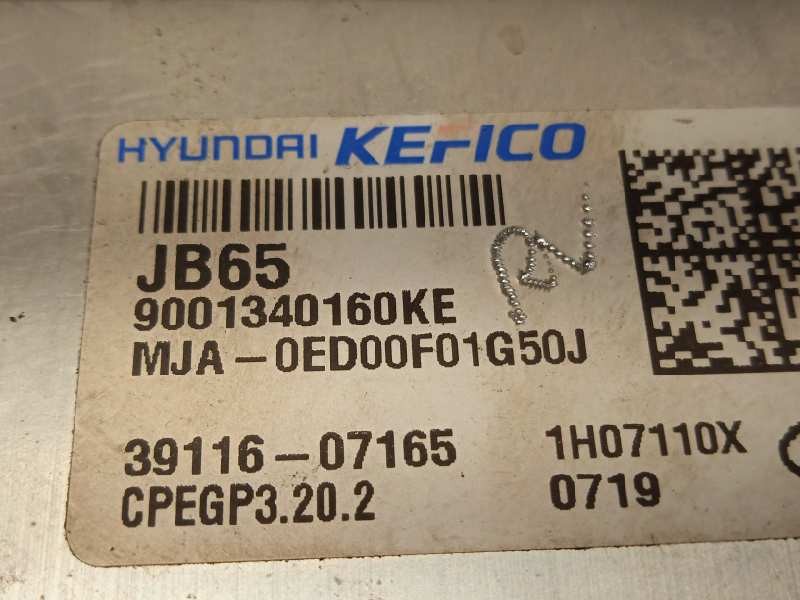 HYUNDAI KEFICO
JB65
9001340160KE
MJA-0ED00F01G50J
39116-07165 1H07110X
CPEGP3.20.2 0719